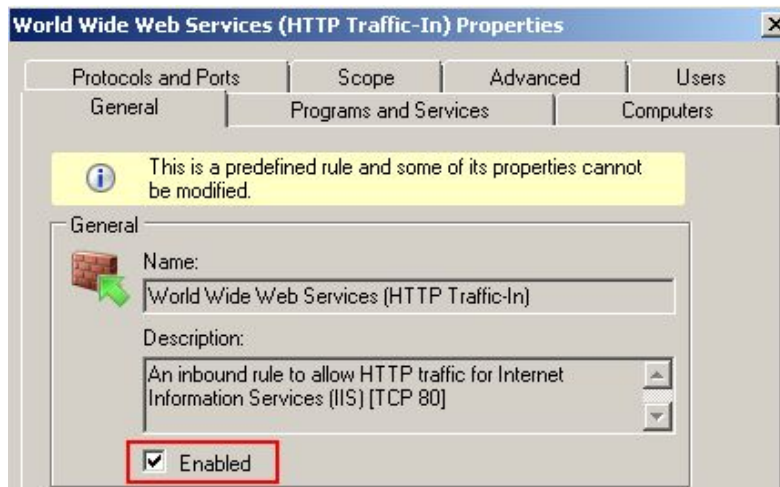 World Wide Web Services (HTTP Traffic-In) Properties
Protocols and Ports Scope Advanced Users
General Programs and Services Computers
This is a predefined rule and some of its properties cannot
be modified.
General
Name:
World Wide Web Services (HTTP Traffic-In)
Description:
An inbound rule to allow HTTP traffic for Internet
Information Services (IIS) [TCP 80]
Enabled